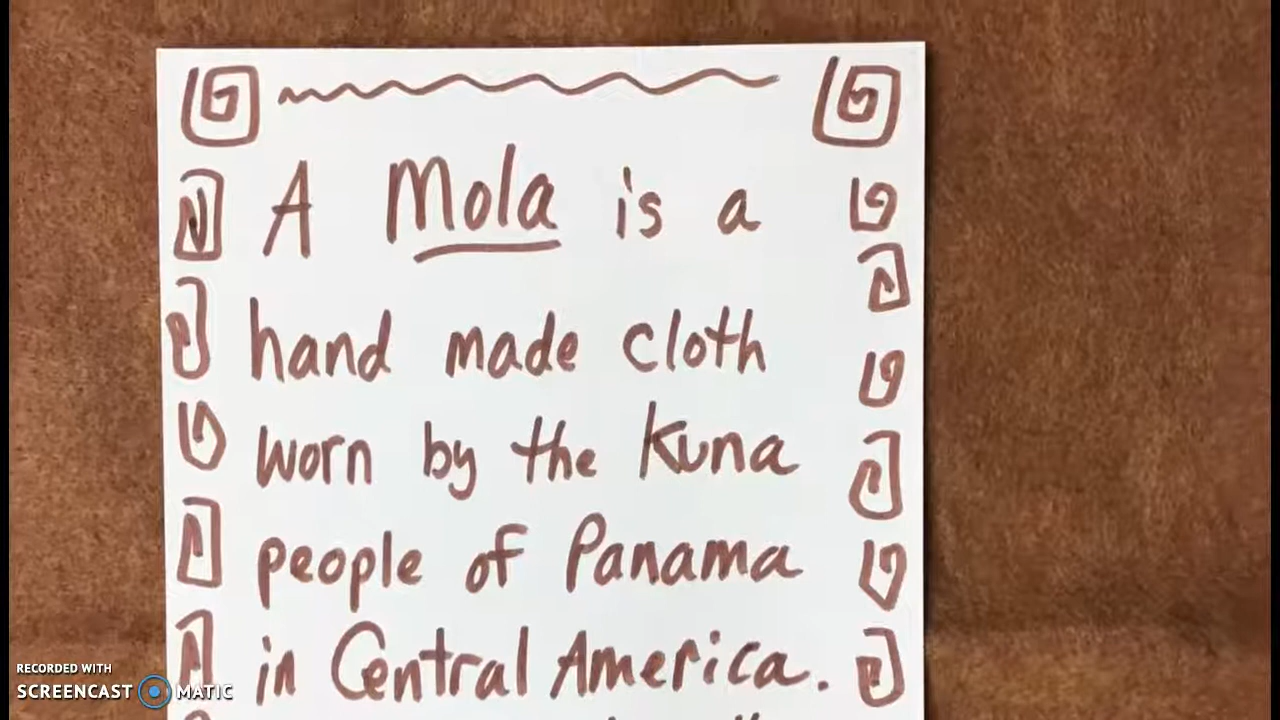 A Mola is a
hand made cloth
worn by the Kuna
people of Panama
in Central America.
RECORDED WITH
SCREENCAST MATIC